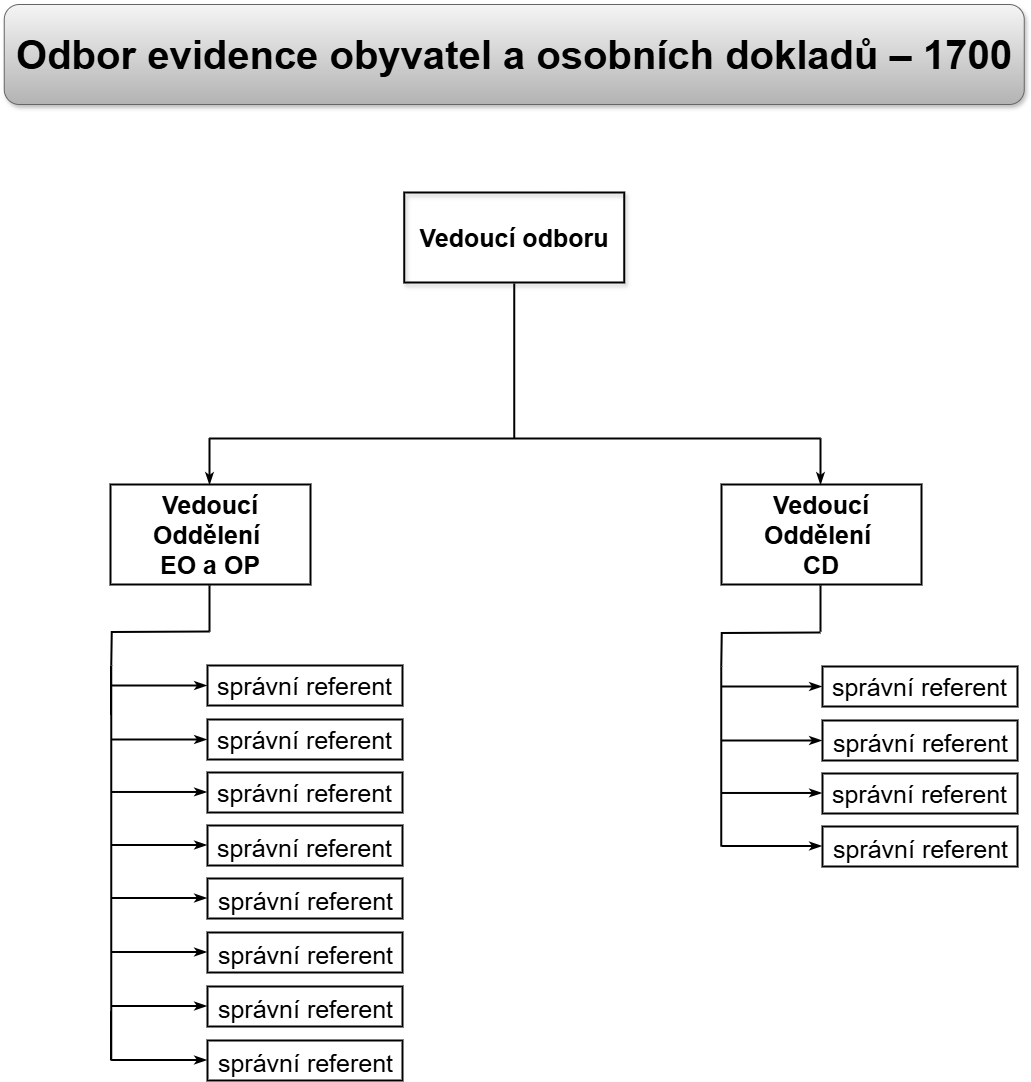 Odbor evidence obyvatel a osobních dokladů – 1700
Vedoucí odboru
Vedoucí
Oddělení
EO a OP
správní referent
správní referent
správní referent
správní referent
správní referent
správní referent
správní referent
správní referent
Vedoucí
Oddělení
CD
správní referent
správní referent
správní referent
správní referent